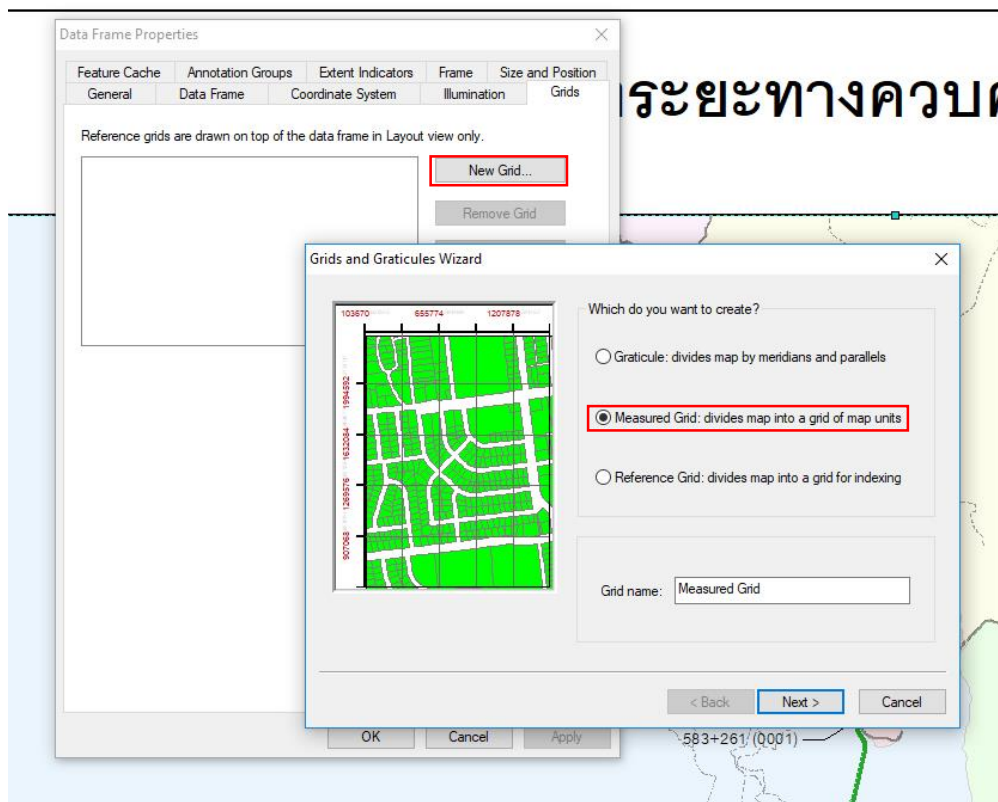 Data Frame Properties
Feature Cache Annotation Groups Extent Indicators Frame Size and Position
General Data Frame Coordinate System Illumination Grids
ระยะทางควบค
Reference grids are drawn on top of the data frame in Layout view only.
New Grid...
Remove Grid
Grids and Graticules Wizard
103670 655774 1207878
1994592
1632084
1269576
907068
Which do you want to create?
Graticule: divides map by meridians and parallels
Measured Grid: divides map into a grid of map units
Reference Grid: divides map into a grid for indexing
Grid name: Measured Grid
< Back Next > Cancel
OK Cancel Apply
583+261 (0001)